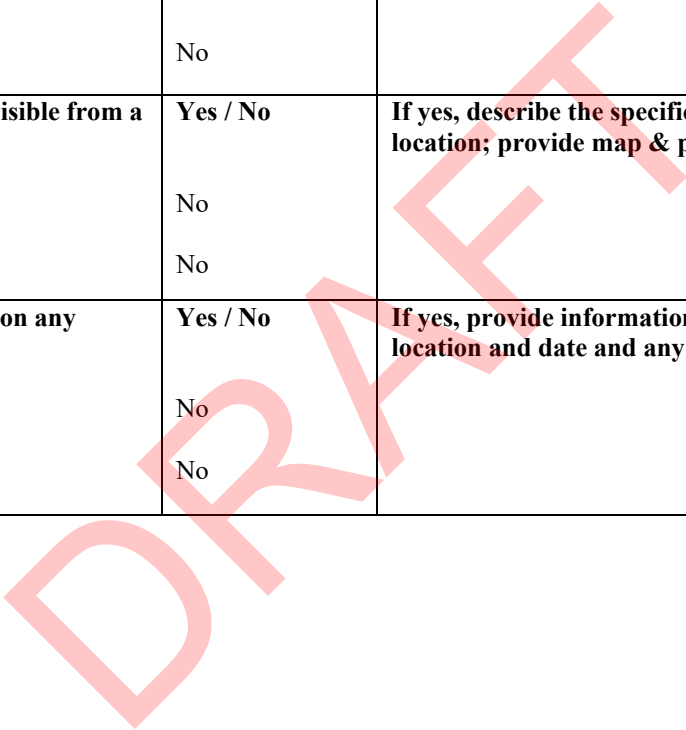 No
isible from a Yes / No If yes, describe the specifi
location; provide map &
No
No
on any Yes / No If yes, provide information
location and date and any
No
No
DRAFT